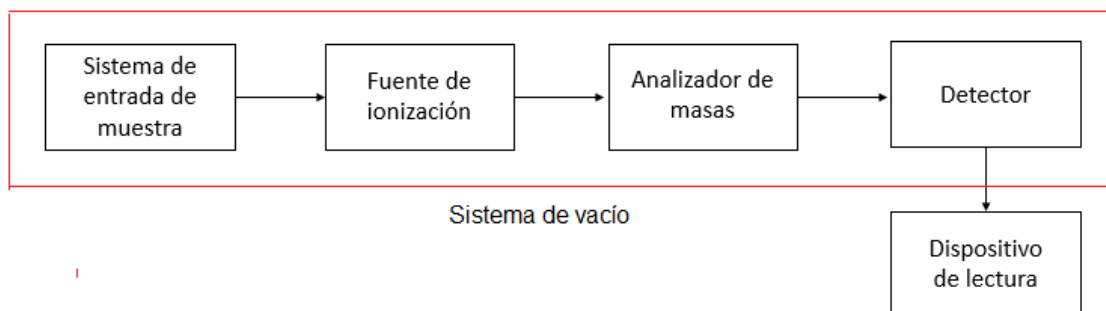 Sistema de
entrada de
muestra
Fuente de
ionización
Analizador de
masas
Detector
Sistema de vacío
Dispositivo
de lectura